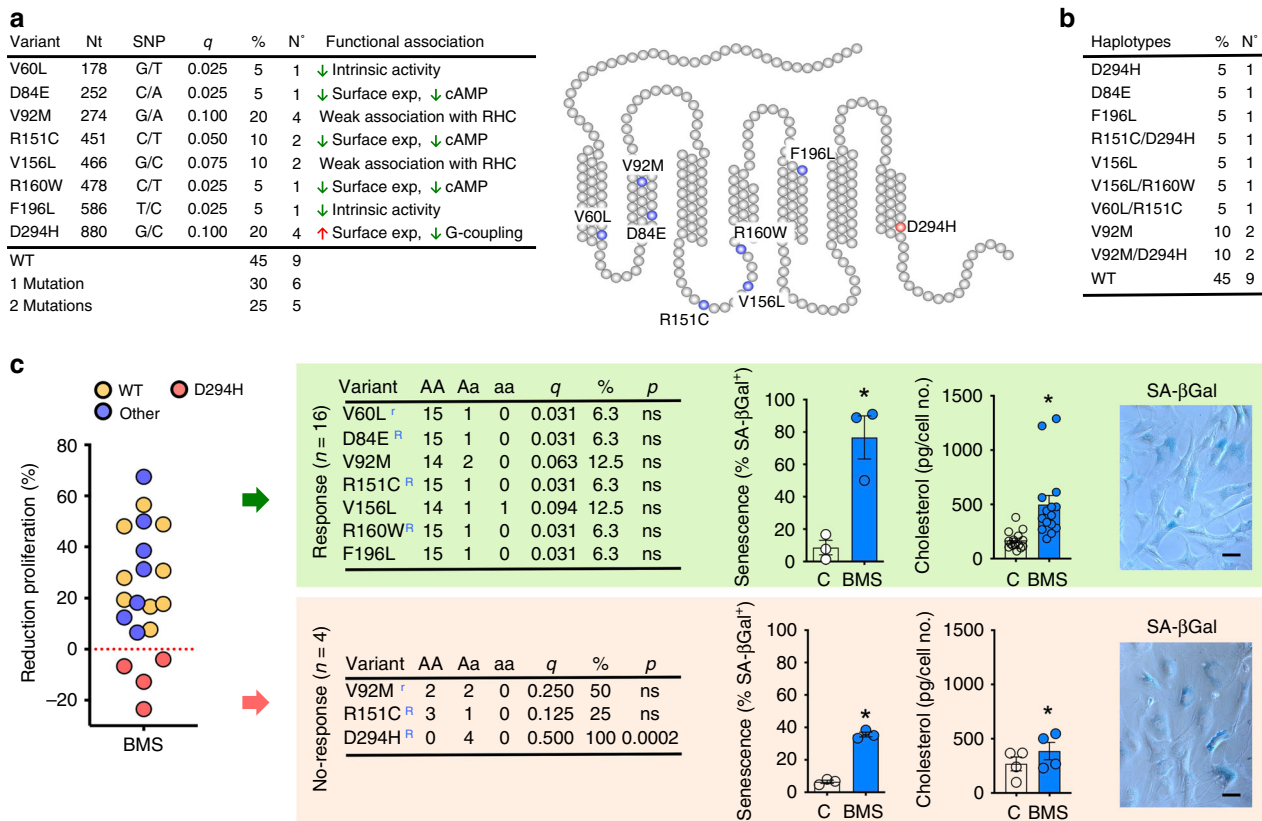 a
Variant Nt SNP q % N° Functional association
V60L 178 G/T 0.025 5 1 ↓ Intrinsic activity
D84E 252 C/A 0.025 5 1 ↓ Surface exp, ↓ cAMP
V92M 274 G/A 0.100 20 4 Weak association with RHC
R151C 451 C/T 0.050 10 2 ↓ Surface exp, ↓ cAMP
V156L 466 G/C 0.075 10 2 Weak association with RHC
R160W 478 C/T 0.025 5 1 ↓ Surface exp, ↓ cAMP
F196L 586 T/C 0.025 5 1 ↓ Intrinsic activity
D294H 880 G/C 0.100 20 4 ↑ Surface exp, ↓ G-coupling
WT 45 9
1 Mutation 30 6
2 Mutations 25 5
V60L
V92M
D84E
R151C
R160W
V156L
F196L
D294H
b
Haplotypes % N°
D294H 5 1
D84E 5 1
F196L 5 1
R151C/D294H 5 1
V156L 5 1
V156L/R160W 5 1
V60L/R151C 5 1
V92M 10 2
V92M/D294H 10 2
WT 45 9
c
WT D294H
Other
Reduction proliferation (%)
80
60
40
20
0
−20
BMS
Response (n = 16)
Variant AA Aa aa q % p
V60L r 15 1 0 0.031 6.3 ns
D84E R 15 1 0 0.031 6.3 ns
V92M 14 2 0 0.063 12.5 ns
R151C R 15 1 0 0.031 6.3 ns
V156L 14 1 1 0.094 12.5 ns
R160W R 15 1 0 0.031 6.3 ns
F196L 15 1 0 0.031 6.3 ns
Senescence (% SA-βGal+)
100
80
60
40
20
0
*
C BMS
Cholesterol (pg/cell no.)
1500
1000
500
0
*
C BMS
SA-βGal
No-response (n = 4)
Variant AA Aa aa q % p
V92M r 2 2 0 0.250 50 ns
R151C R 3 1 0 0.125 25 ns
D294H R 0 4 0 0.500 100 0.0002
Senescence (% SA-βGal+)
100
80
60
40
20
0
*
C BMS
Cholesterol (pg/cell no.)
1500
1000
500
0
*
C BMS
SA-βGal